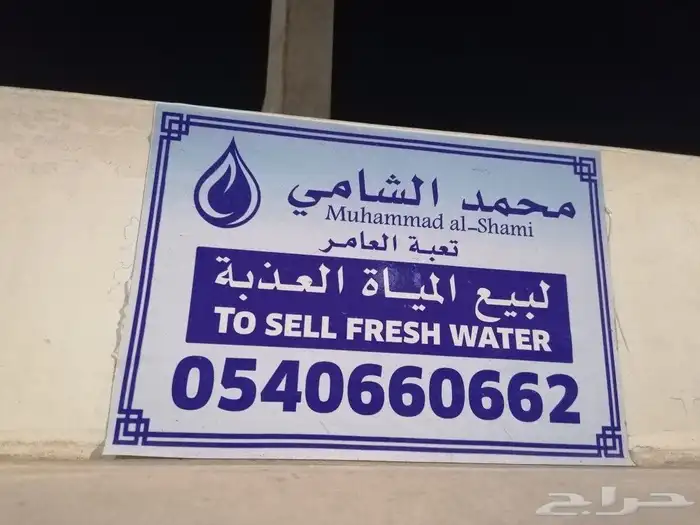 محمد الشامي
Muhammad al-Shami
تعبة العامر
لبيع المياة العذبة
TO SELL FRESH WATER
0540660662
حراج